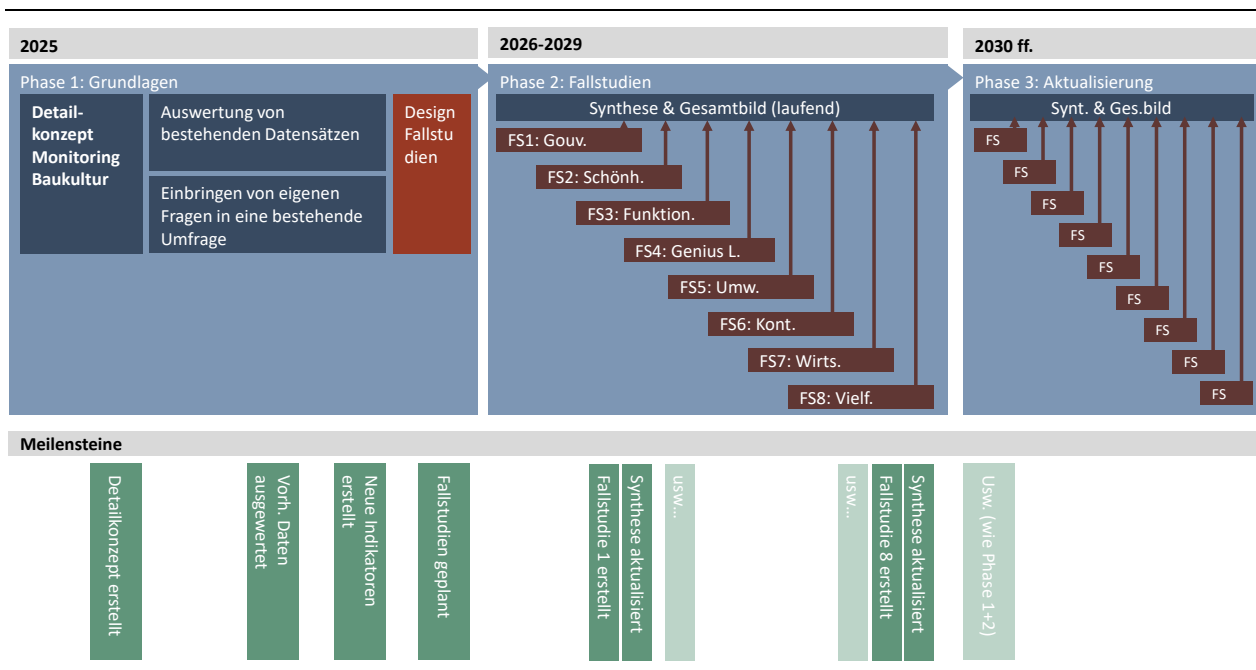 2025
2026-2029
2030 ff.
Phase 1: Grundlagen
Detail-
konzept
Monitoring
Baukultur
Auswertung von
bestehenden Datensätzen
Einbringen von eigenen
Fragen in eine bestehende
Umfrage
Design
Fallstu
dien
Phase 2: Fallstudien
Synthese & Gesamtbild (laufend)
FS1: Gouv.
FS2: Schönh.
FS3: Funktion.
FS4: Genius L.
FS5: Umw.
FS6: Kont.
FS7: Wirts.
FS8: Vielf.
Phase 3: Aktualisierung
Synt. & Ges.bild
FS
FS
FS
FS
FS
FS
FS
FS
FS
Meilensteine
Detailkonzept erstellt
Vorh. Daten
ausgewertet
Neue Indikatoren
erstellt
Fallstudien geplant
Fallstudie 1 erstellt
Synthese aktualisiert
usw...
usw...
Fallstudie 8 erstellt
Synthese aktualisiert
Usw. (wie Phase 1+2)